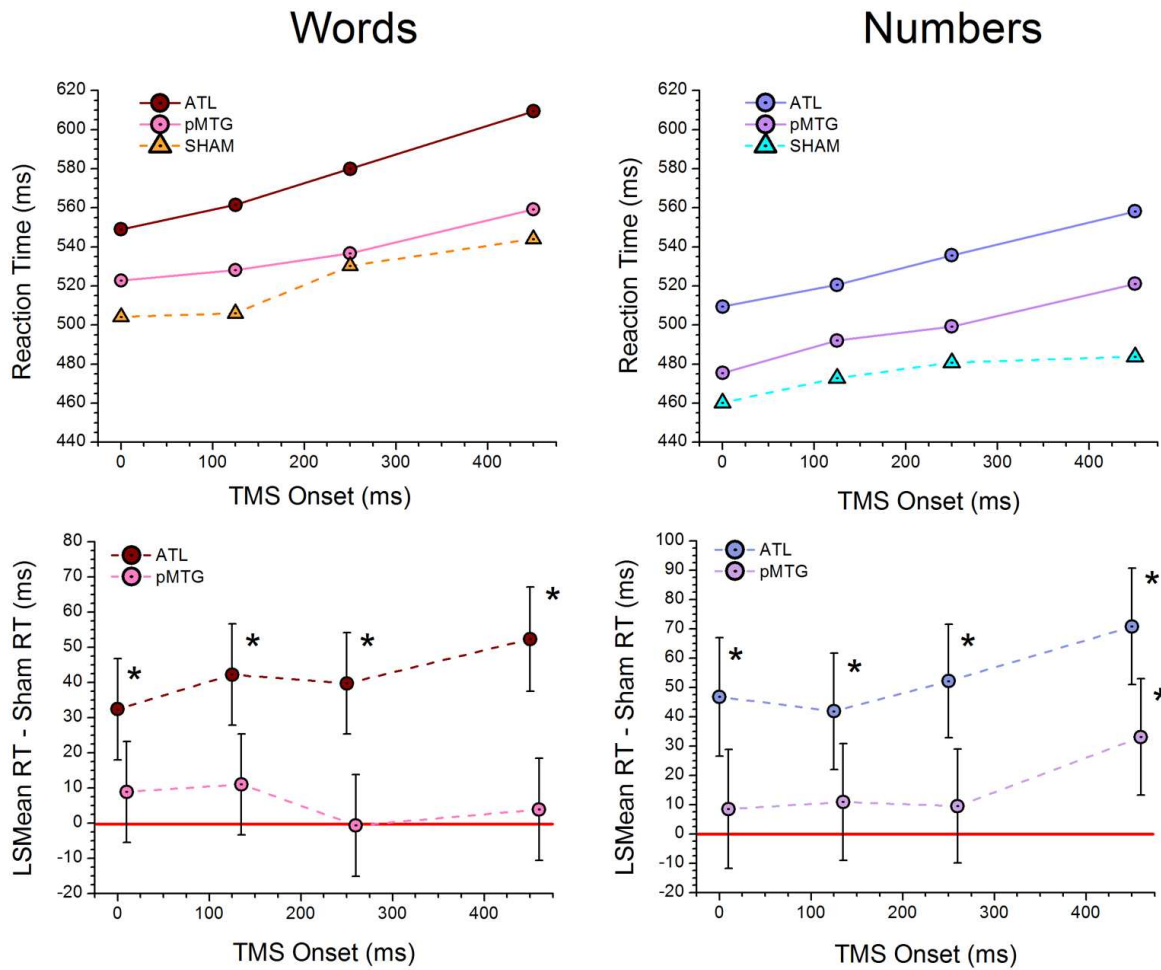 Words
Numbers
620
600
580
560
540
520
500
480
460
440
Reaction Time (ms)
ATL
pMTG
SHAM
0 100 200 300 400
TMS Onset (ms)
620
600
580
560
540
520
500
480
460
440
Reaction Time (ms)
ATL
pMTG
SHAM
0 100 200 300 400
TMS Onset (ms)
80
70
60
50
40
30
20
10
0
-10
-20
LSMean RT - Sham RT (ms)
ATL
pMTG
* * * *
0 100 200 300 400
TMS Onset (ms)
100
90
80
70
60
50
40
30
20
10
0
-10
-20
LSMean RT - Sham RT (ms)
ATL
pMTG
* * * *
*
0 100 200 300 400
TMS Onset (ms)